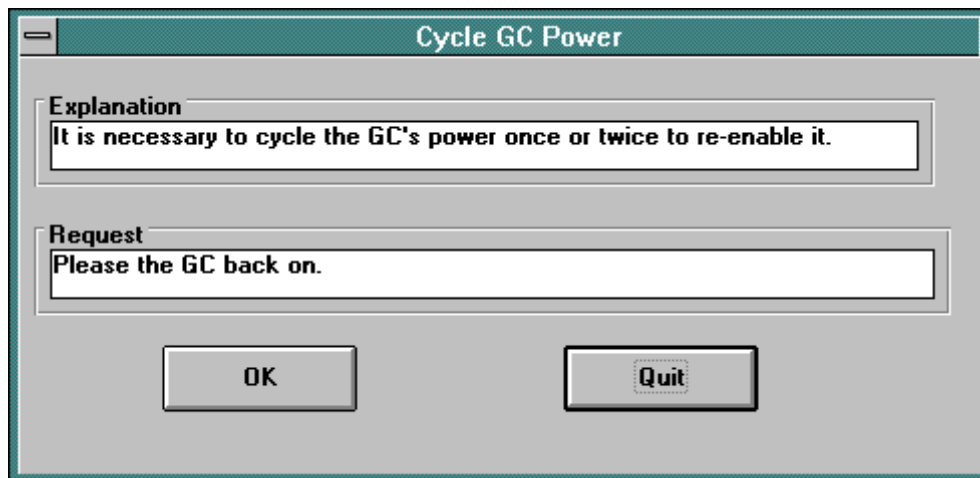 Cycle GC Power
Explanation
It is necessary to cycle the GC's power once or twice to re-enable it.
Request
Please the GC back on.
OK
Quit